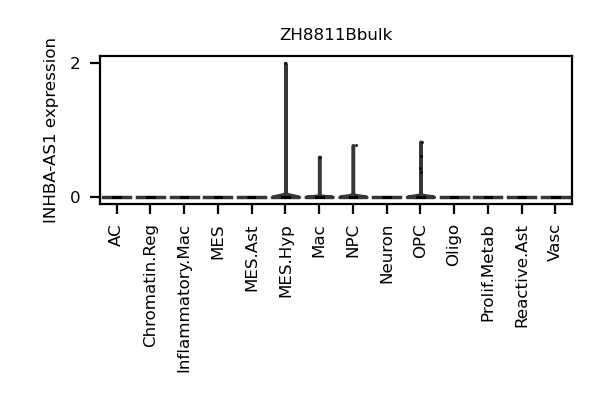 ZH8811Bbulk
INHBA-AS1 expression
2
0
AC
Chromatin.Reg
Inflammatory.Mac
MES
MES.Ast
MES.Hyp
Mac
NPC
Neuron
OPC
Oligo
Prolif.Metab
Reactive.Ast
Vasc